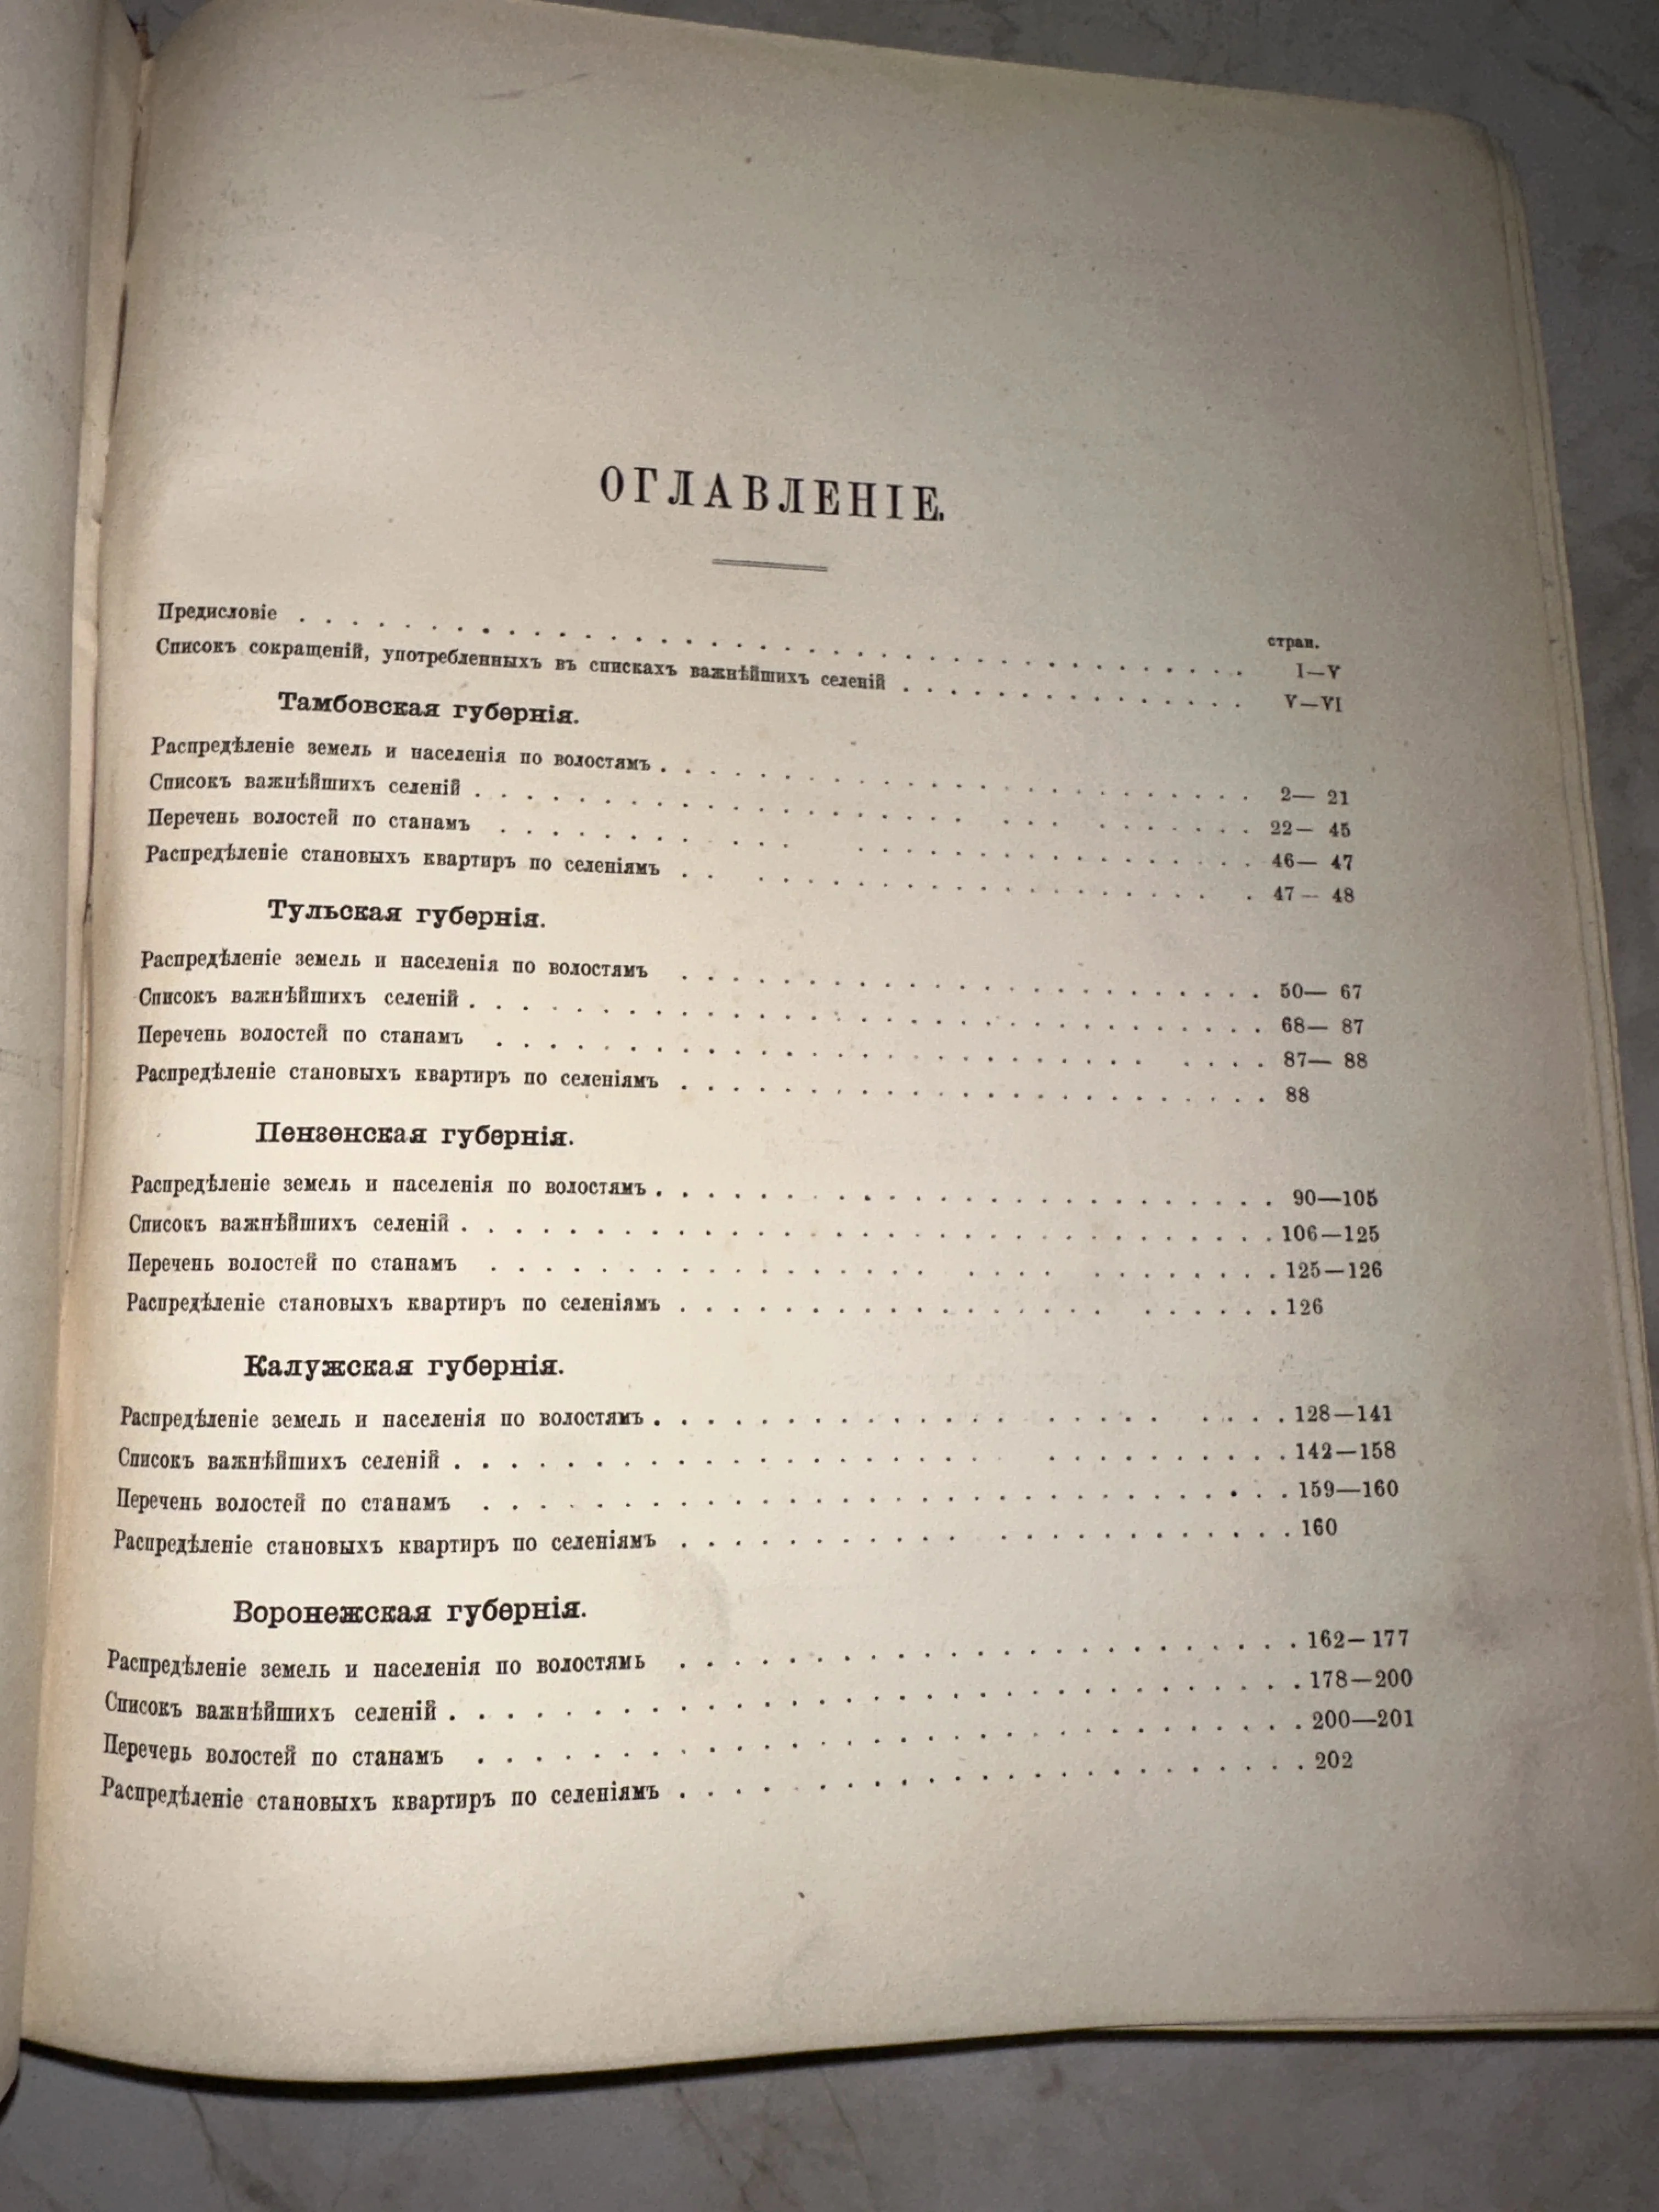 ОГЛАВЛЕНІЕ.
стран.
Предисловіе . . . . . . . . . . I—V
Списокъ сокращеній, употребленныхъ въ спискахъ важнѣйшихъ селеній . . . . . . . . . . V—VI
Тамбовская губернія.
Распредѣленіе земель и населенія по волостямъ . . . . . . . . . . 2— 21
Списокъ важнѣйшихъ селеній . . . . . . . . . . 22— 45
Перечень волостей по станамъ . . . . . . . . . . 46— 47
Распредѣленіе становыхъ квартиръ по селеніямъ . . . . . . . . . . 47— 48
Тульская губернія.
Распредѣленіе земель и населенія по волостямъ . . . . . . . . . . 50— 67
Списокъ важнѣйшихъ селеній . . . . . . . . . . 68— 87
Перечень волостей по станамъ . . . . . . . . . . 87— 88
Распредѣленіе становыхъ квартиръ по селеніямъ . . . . . . . . . . 88
Пензенская губернія.
Распредѣленіе земель и населенія по волостямъ . . . . . . . . . . 90—105
Списокъ важнѣйшихъ селеній . . . . . . . . . . 106—125
Перечень волостей по станамъ . . . . . . . . . . 125—126
Распредѣленіе становыхъ квартиръ по селеніямъ . . . . . . . . . . 126
Калужская губернія.
Распредѣленіе земель и населенія по волостямъ . . . . . . . . . . 128—141
Списокъ важнѣйшихъ селеній . . . . . . . . . . 142—158
Перечень волостей по станамъ . . . . . . . . . . 159—160
Распредѣленіе становыхъ квартиръ по селеніямъ . . . . . . . . . . 160
Воронежская губернія.
Распредѣленіе земель и населенія по волостямъ . . . . . . . . . . 162—177
Списокъ важнѣйшихъ селеній . . . . . . . . . . 178—200
Перечень волостей по станамъ . . . . . . . . . . 200—201
Распредѣленіе становыхъ квартиръ по селеніямъ . . . . . . . . . . 202